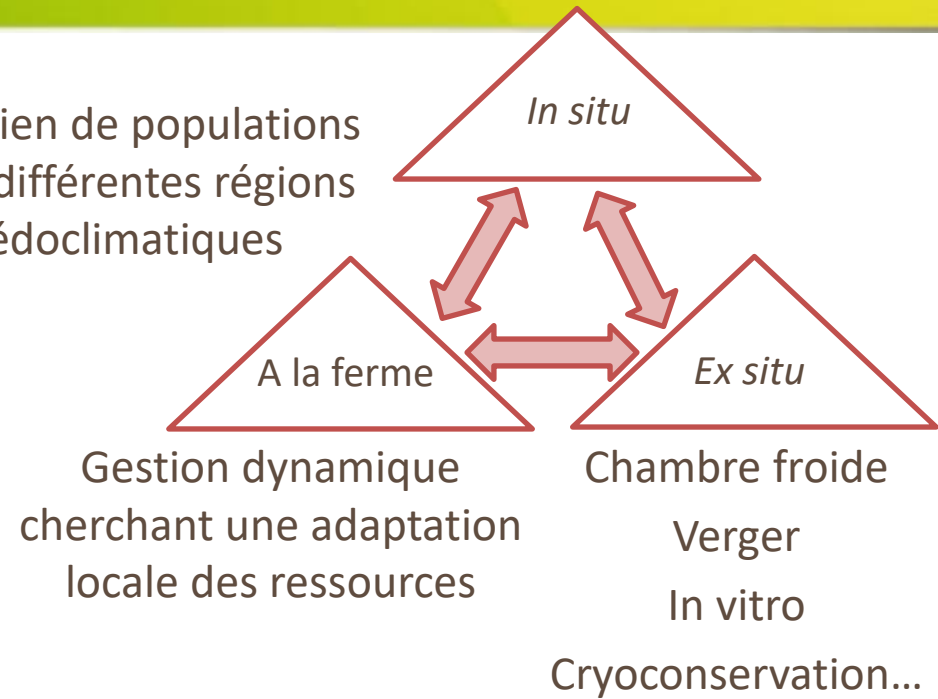 In situ
ien de populations
différentes régions
édoclimatiques
A la ferme
Ex situ
Gestion dynamique
cherchant une adaptation
locale des ressources
Chambre froide
Verger
In vitro
Cryoconservation...